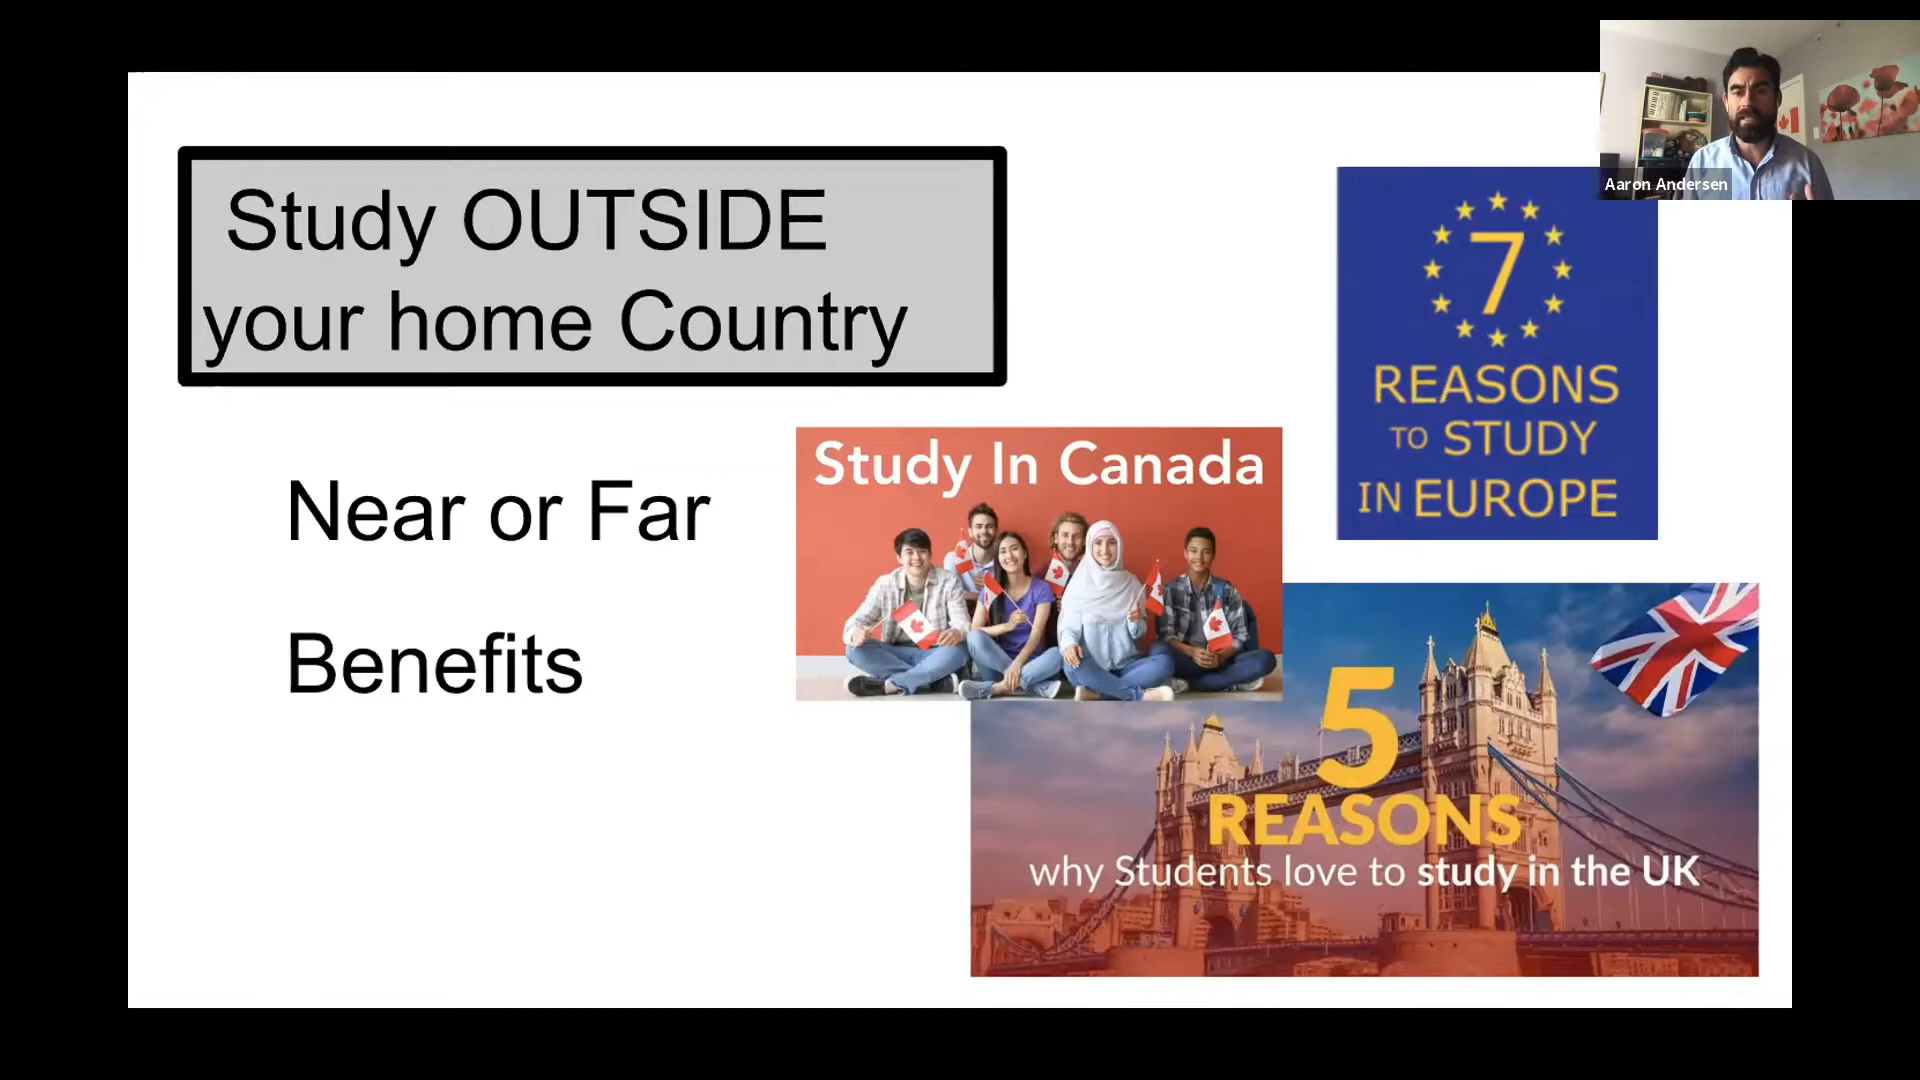 Study OUTSIDE
your home Country
Near or Far
Benefits
Study In Canada
7
REASONS
TO STUDY
IN EUROPE
5
REASONS
why Students love to study in the UK
Aaron Andersen